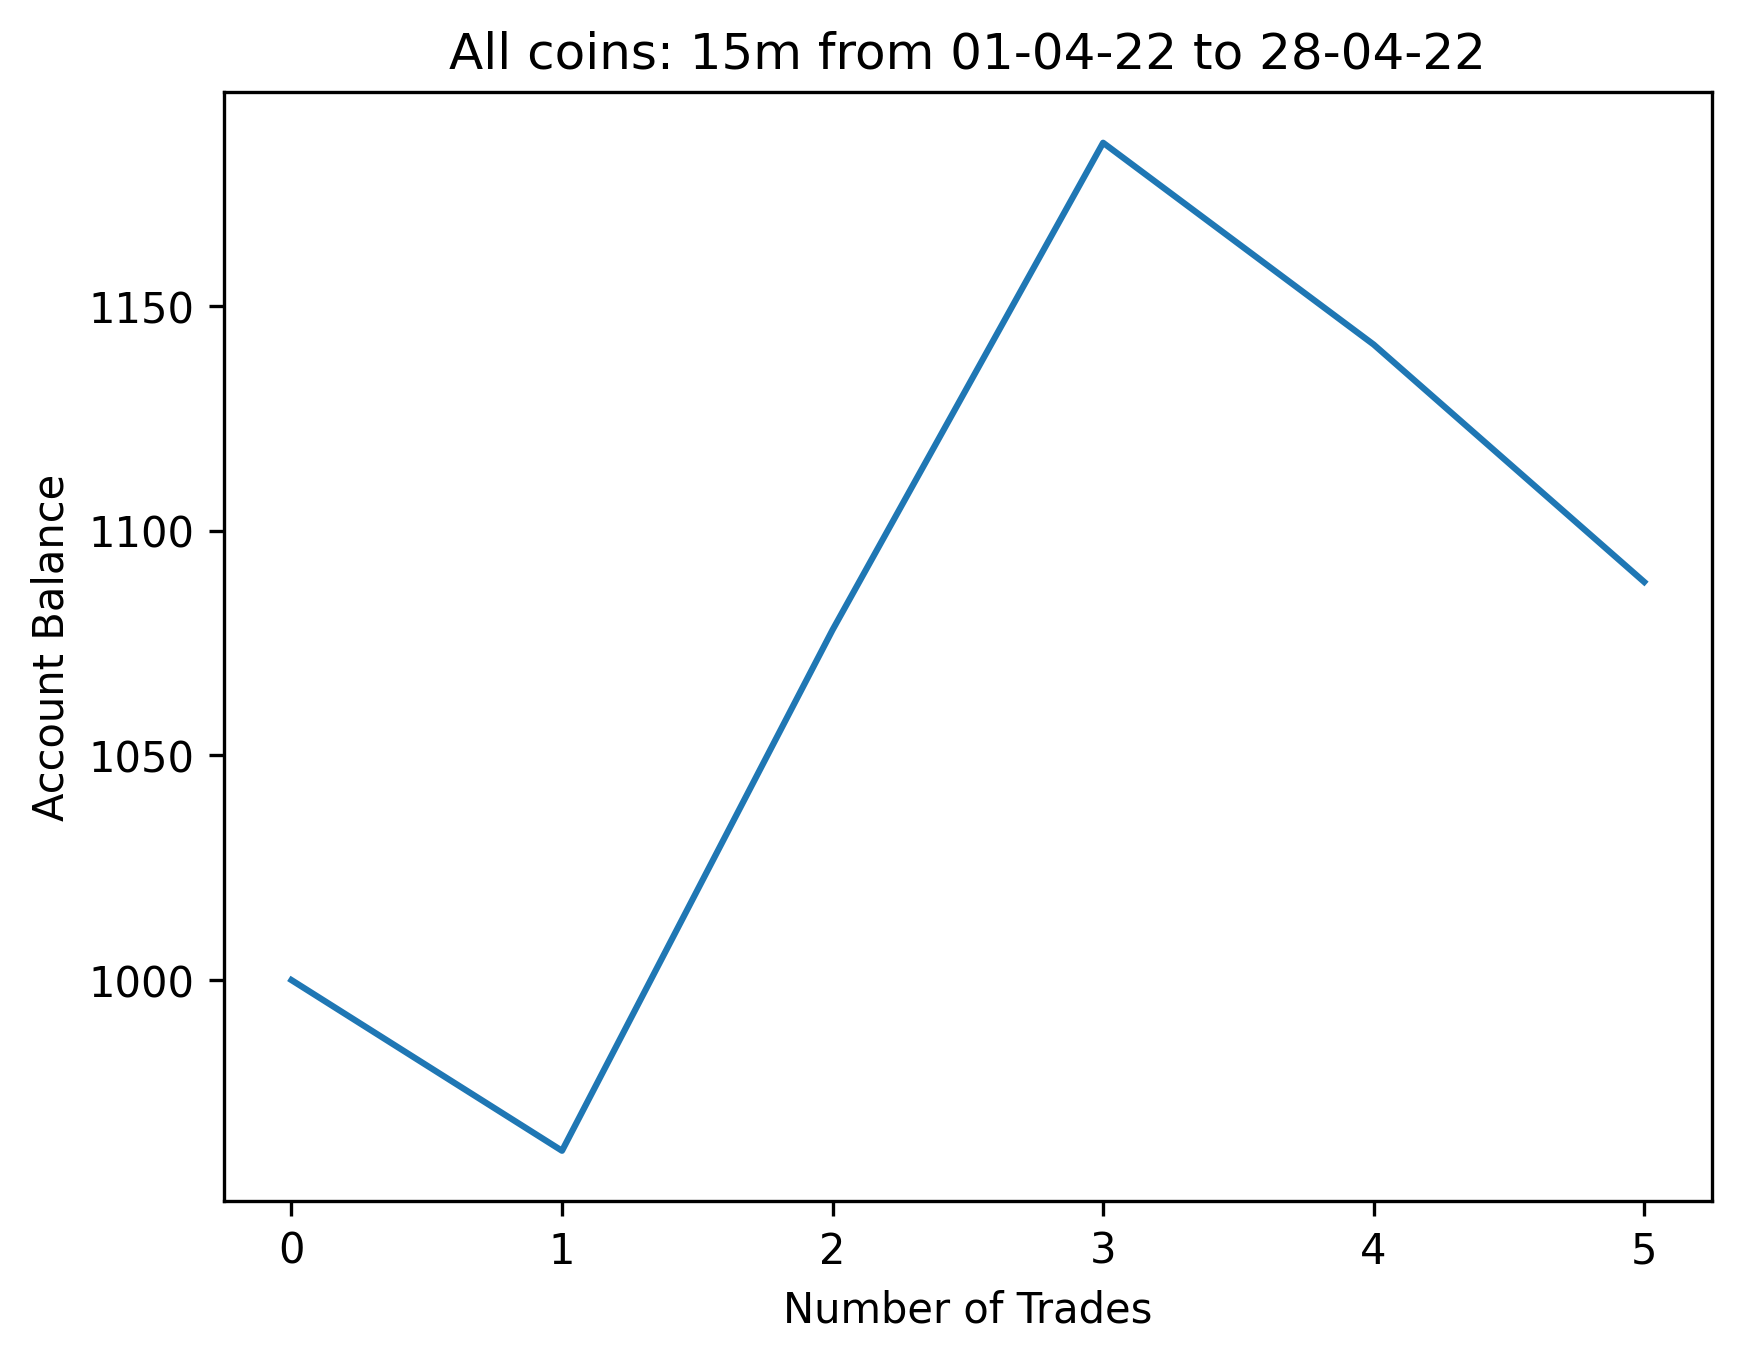 All coins: 15m from 01-04-22 to 28-04-22
Account Balance
1150
1100
1050
1000
0 1 2 3 4 5
Number of Trades